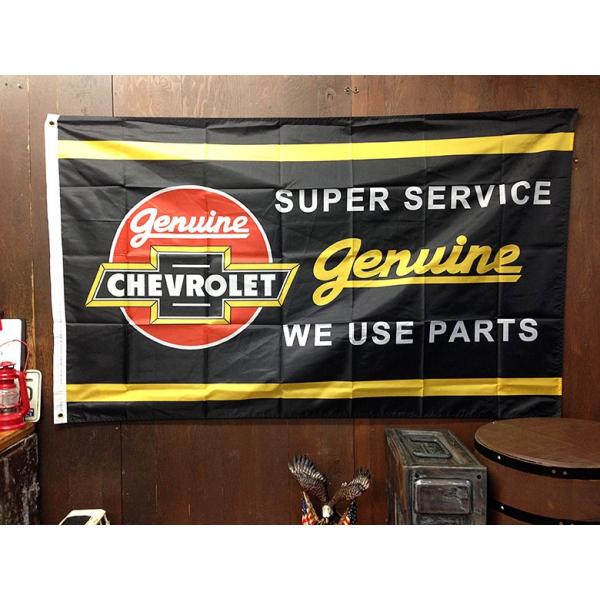 Genuine
CHEVROLET
SUPER SERVICE
Genuine
WE USE PARTS